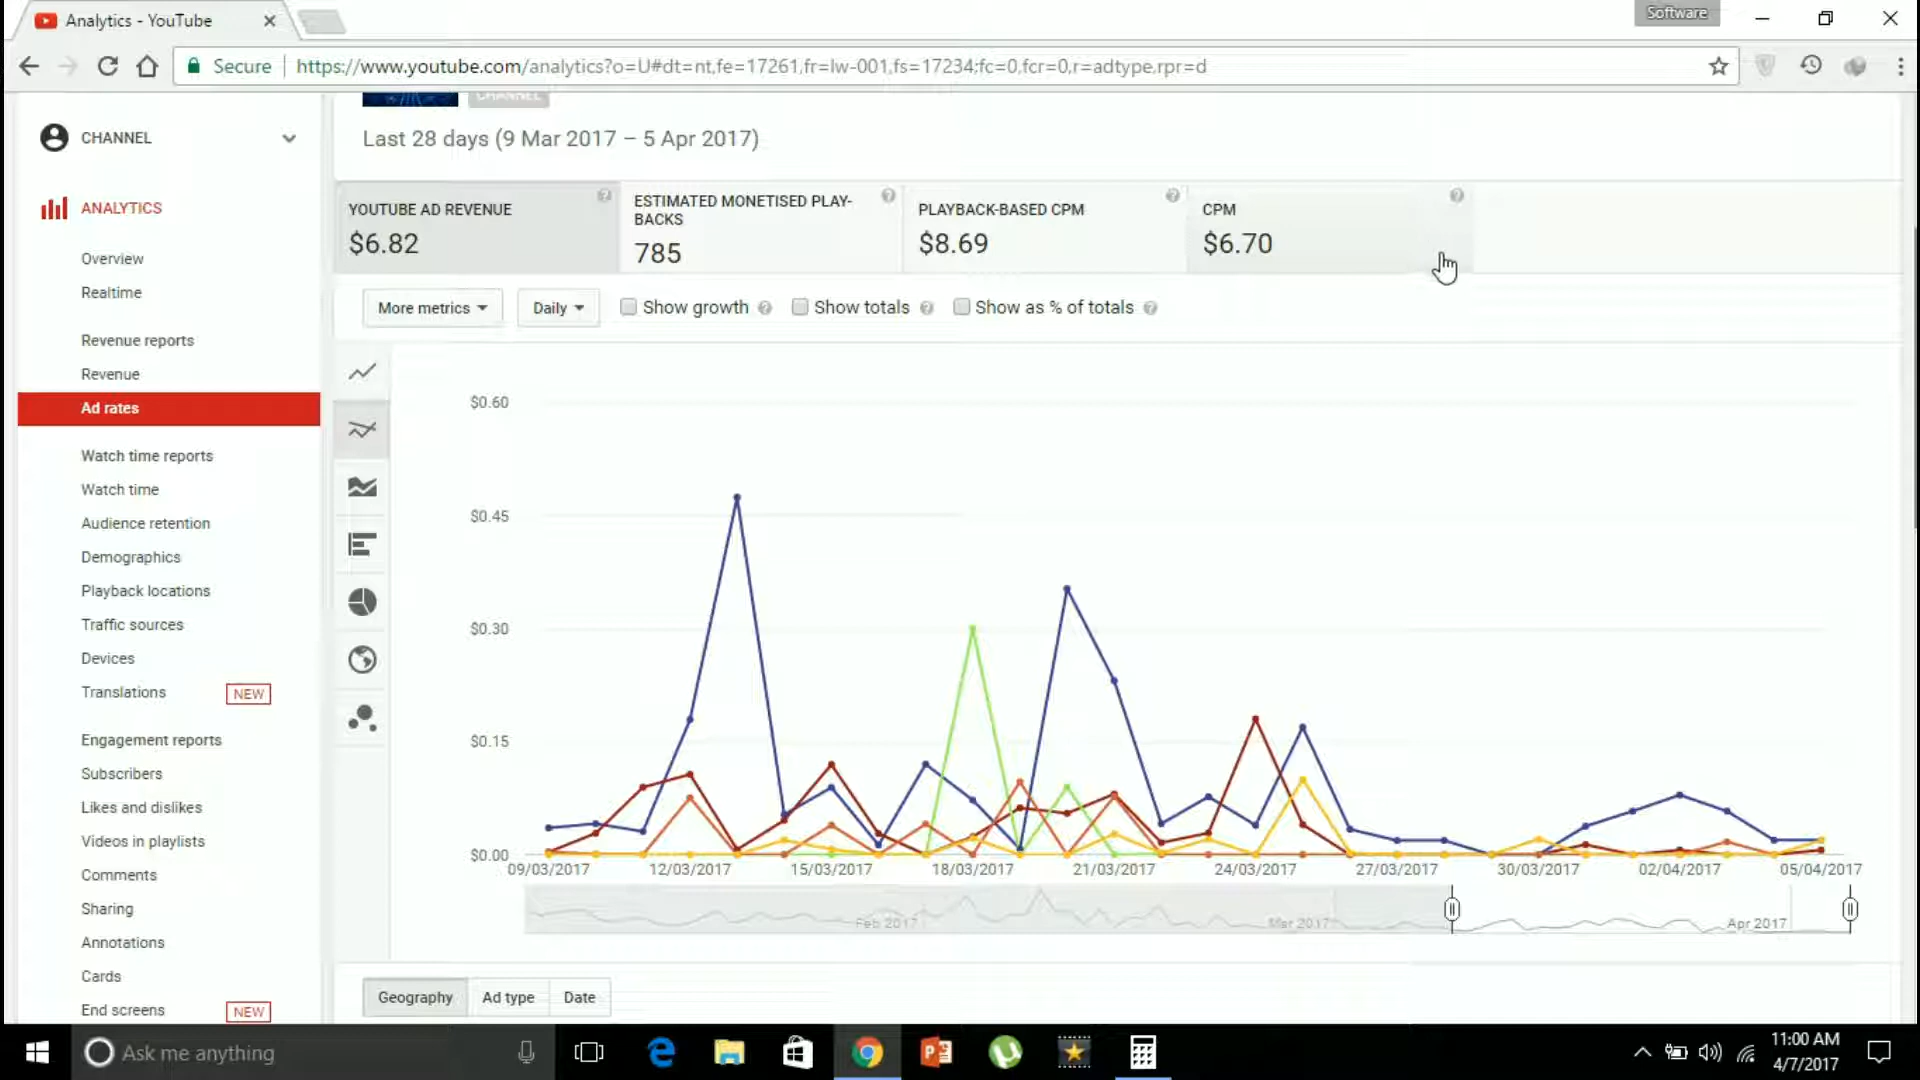 Analytics - YouTube
Software
Secure
https://www.youtube.com/analytics?o=U#dt=nt,fe=17261,fr=lw-001,fs=17234;fc=0,fcr=0,r=adtype,rpr=d
CHANNEL
CHANNEL
Last 28 days (9 Mar 2017 – 5 Apr 2017)
ANALYTICS
Overview
Realtime
Revenue reports
Revenue
Ad rates
Watch time reports
Watch time
Audience retention
Demographics
Playback locations
Traffic sources
Devices
Translations NEW
Engagement reports
Subscribers
Likes and dislikes
Videos in playlists
Comments
Sharing
Annotations
Cards
End screens NEW
YOUTUBE AD REVENUE
$6.82
ESTIMATED MONETISED PLAY-
BACKS
785
PLAYBACK-BASED CPM
$8.69
CPM
$6.70
More metrics Daily Show growth Show totals Show as % of totals
$0.60
$0.45
$0.30
$0.15
$0.00
09/03/2017 12/03/2017 15/03/2017 18/03/2017 21/03/2017 24/03/2017 27/03/2017 30/03/2017 02/04/2017 05/04/2017
Feb 2017 Mar 2017 Apr 2017
Geography Ad type Date
Ask me anything
11:00 AM
4/7/2017